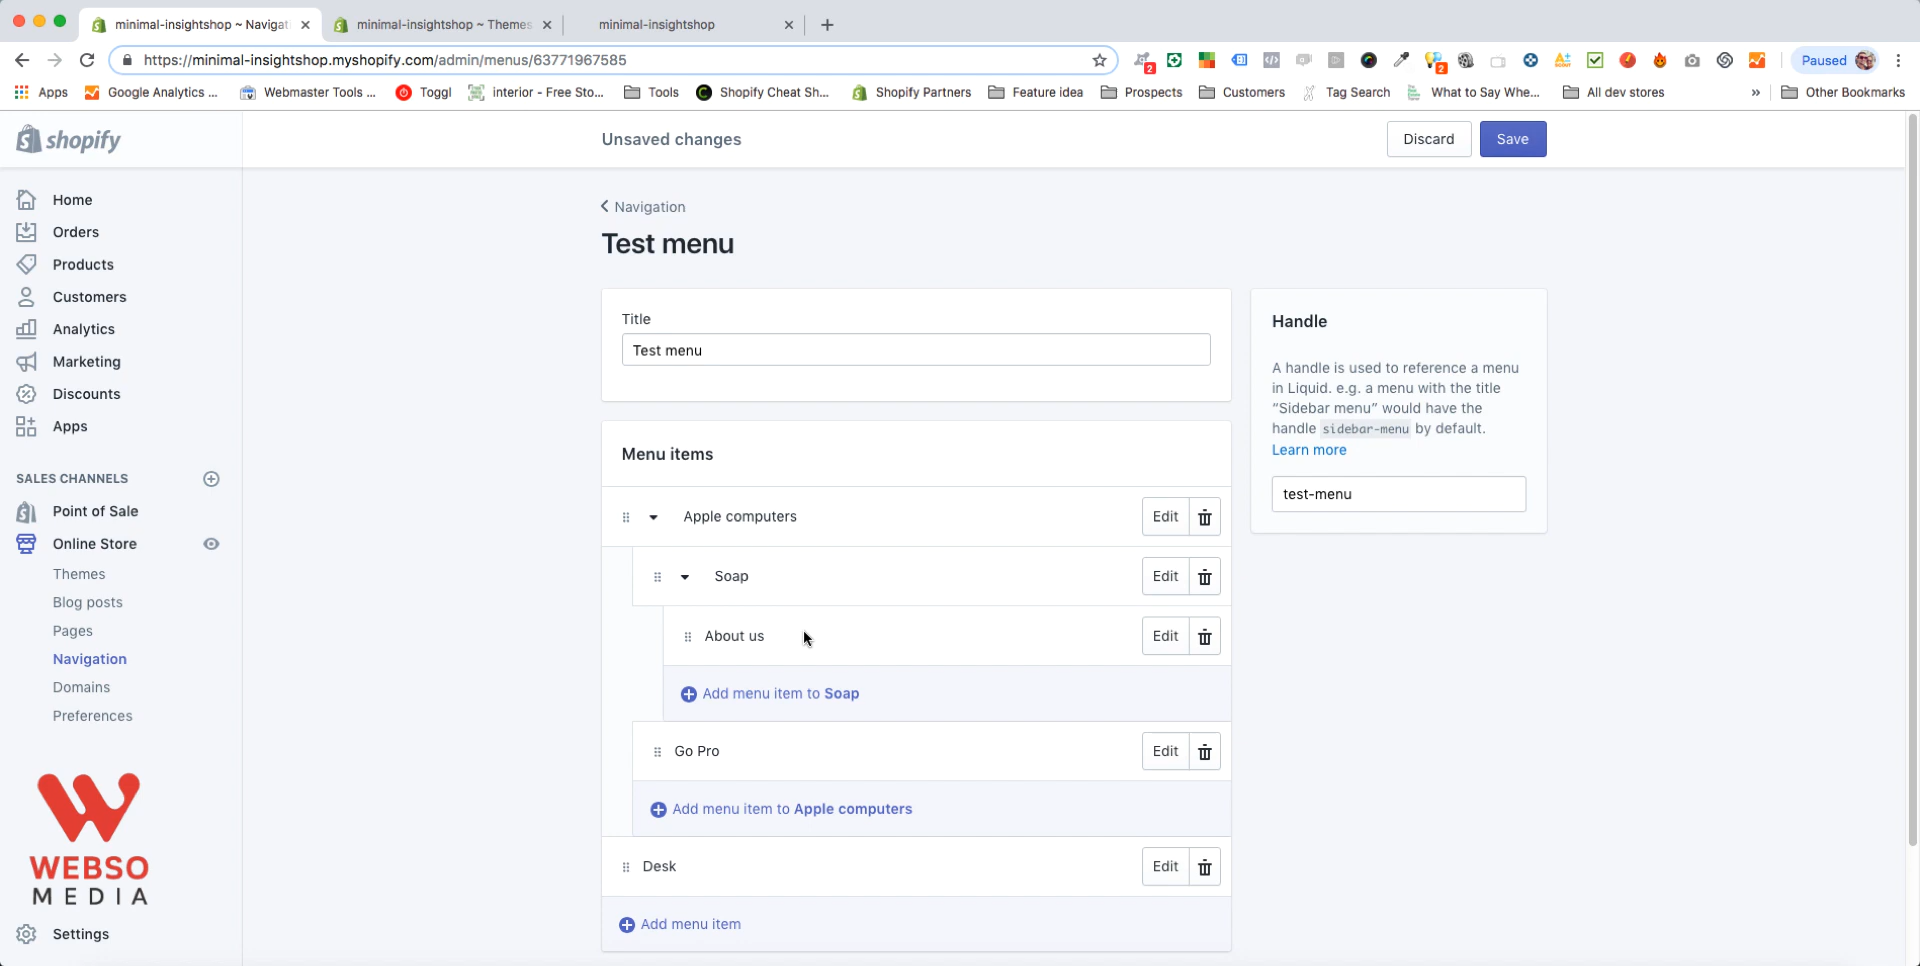 minimal-insightshop ~ Navigati
minimal-insightshop ~ Themes
minimal-insightshop
https://minimal-insightshop.myshopify.com/admin/menus/63771967585
2
2
Paused
Apps
Google Analytics ...
Webmaster Tools ...
Toggl
interior - Free Sto...
Tools
Shopify Cheat Sh...
Shopify Partners
Feature idea
Prospects
Customers
Tag Search
What to Say Whe...
All dev stores
»
Other Bookmarks
shopify
Unsaved changes
Discard
Save
Home
Orders
Products
Customers
Analytics
Marketing
Discounts
Apps
SALES CHANNELS
Point of Sale
Online Store
Themes
Blog posts
Pages
Navigation
Domains
Preferences
WEBSO
MEDIA
Settings
Navigation
Test menu
Title
Test menu
Menu items
Apple computers
Edit
Soap
Edit
About us
Edit
Add menu item to Soap
Go Pro
Edit
Add menu item to Apple computers
Desk
Edit
Add menu item
Handle
A handle is used to reference a menu
in Liquid. e.g. a menu with the title
“Sidebar menu” would have the
handle sidebar-menu by default.
Learn more
test-menu